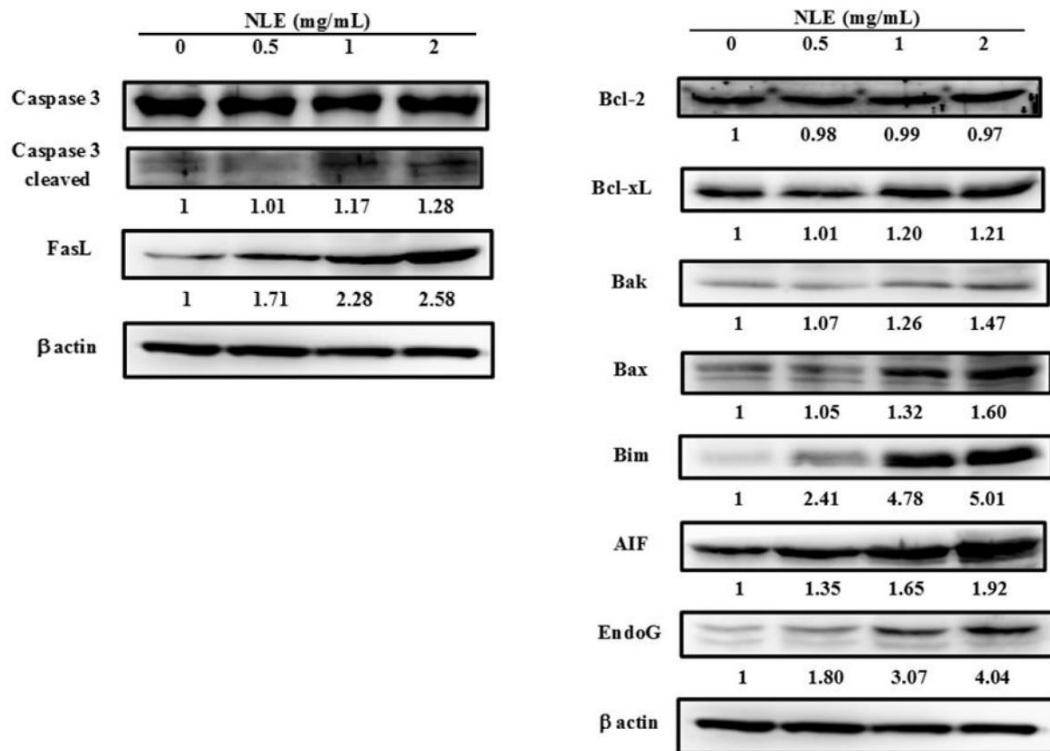 NLE (mg/mL)
0 0.5 1 2
Caspase 3
Caspase 3
cleaved
1 1.01 1.17 1.28
FasL
1 1.71 2.28 2.58
β actin
NLE (mg/mL)
0 0.5 1 2
Bcl-2
1 0.98 0.99 0.97
Bcl-xL
1 1.01 1.20 1.21
Bak
1 1.07 1.26 1.47
Bax
1 1.05 1.32 1.60
Bim
1 2.41 4.78 5.01
AIF
1 1.35 1.65 1.92
EndoG
1 1.80 3.07 4.04
β actin